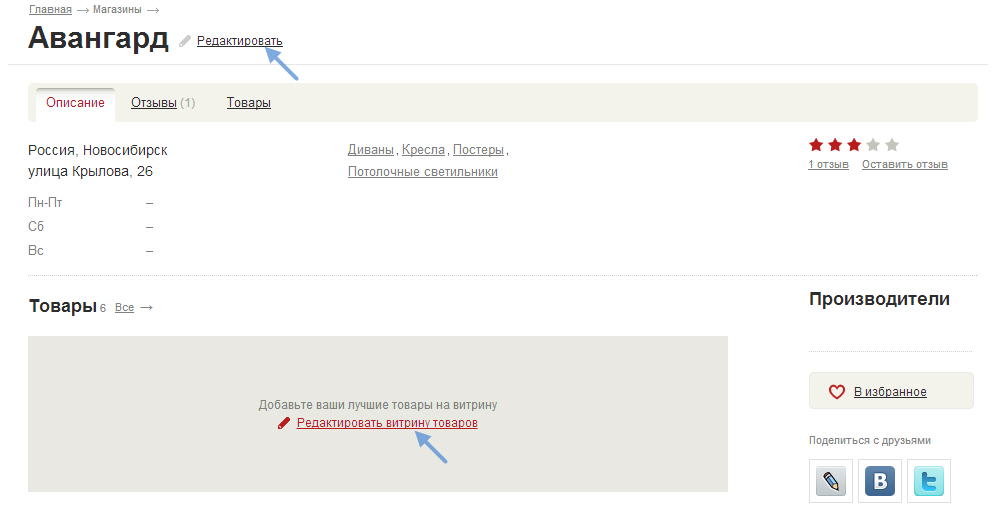 Главная → Магазины →
Авангард Редактировать
Описание Отзывы (1) Товары
Россия, Новосибирск
улица Крылова, 26
Пн-Пт –
Сб –
Вс –
Диваны, Кресла, Постеры,
Потолочные светильники
1 отзыв Оставить отзыв
Товары 6 Все →
Добавьте ваши лучшие товары на витрину
Редактировать витрину товаров
Производители
В избранное
Поделиться с друзьями
B t